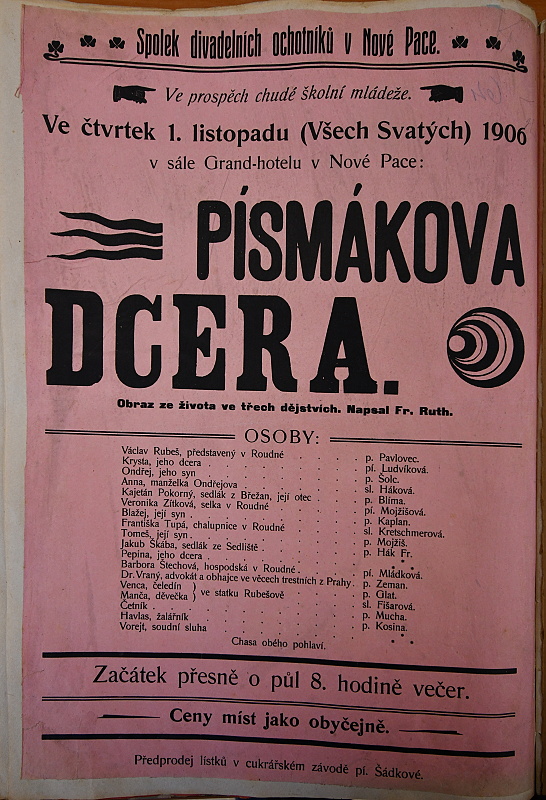 Spolek divadelních ochotníků v Nové Pace.
Ve prospěch chudé školní mládeže.
Ve čtvrtek 1. listopadu (Všech Svatých) 1906
v sále Grand-hotelu v Nové Pace:
PÍSMÁKOVA
DCERA.
Obraz ze života ve třech dějstvích. Napsal Fr. Ruth.
OSOBY:
Václav Rubeš, představený v Roudné . . . . p. Pavlovec.
Krysta, jeho dcera . . . . . . pí. Ludvíková.
Ondřej, jeho syn . . . . . . p. Šolc.
Anna, manželka Ondřejova . . . . . sl. Háková.
Kajetán Pokorný, sedlák z Břežan, její otec . . . p. Blíma.
Veronika Zítková, selka v Roudné . . . . pí. Mojžíšová.
Blažej, její syn . . . . . . p. Kaplan.
Františka Tupá, chalupnice v Roudné . . . . sl. Kretschmerová.
Tomeš, její syn . . . . . . p. Mojžíš.
Jakub Škába, sedlák ze Sedliště . . . . . p. Hák Fr.
Pepina, jeho dcera . . . . . . * * *
Barbora Štechová, hospodská v Roudné . . . . pí. Mládková.
Dr. Vraný, advokát a obhajce ve věcech trestních z Prahy . p. Zeman.
Venca, čeledín } ve statku Rubešově . . . . p. Glat.
Manča, děvečka } . . . . sl. Fišarová.
Četník . . . . . . p. Mucha.
Havlas, žalářník . . . . . . p. Kosina.
Vorejt, soudní sluha . . . . . . * * *
Chasa obého pohlaví.
Začátek přesně o půl 8. hodině večer.
Ceny míst jako obyčejně.
Předprodej lístků v cukrářském závodě pí. Šádkové.